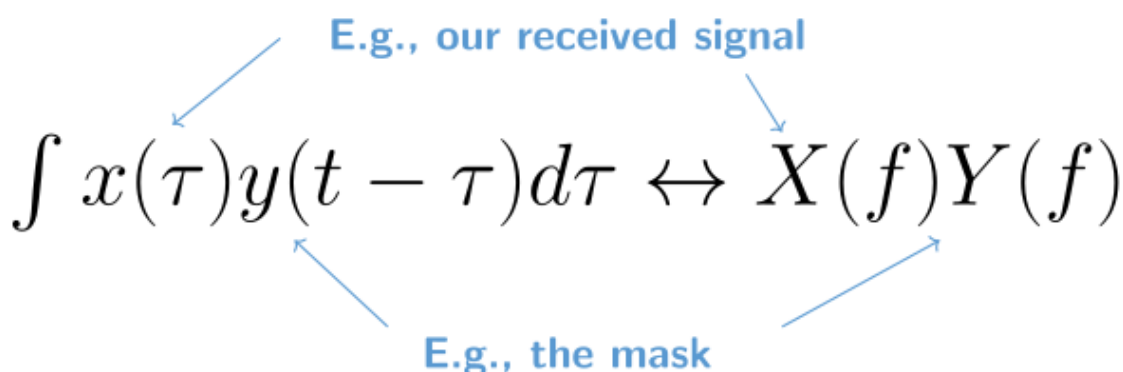 E.g., our received signal
∫ x(τ)y(t − τ)dτ ↔ X(f)Y(f)
E.g., the mask